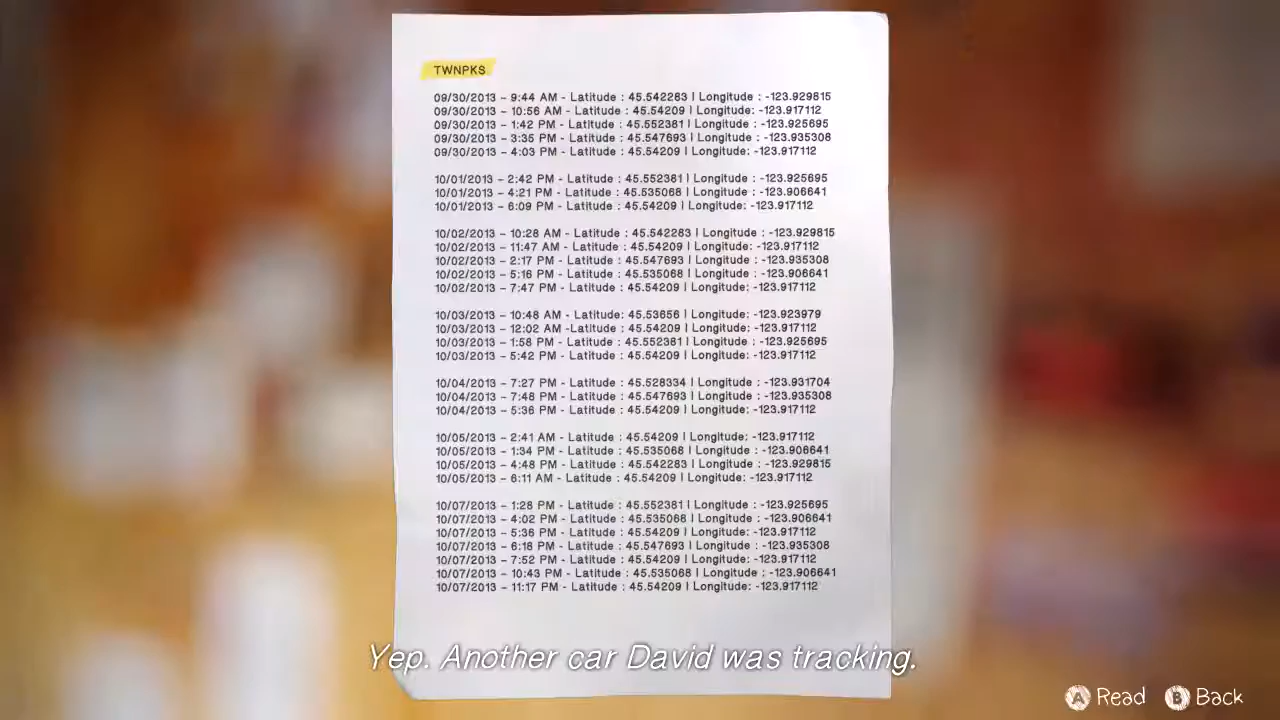 TWNPKS
09/30/2013 – 9:44 AM - Latitude : 45.542283 | Longitude : -123.929815
09/30/2013 – 10:56 AM - Latitude : 45.54209 | Longitude: -123.917112
09/30/2013 – 1:42 PM - Latitude : 45.552381 | Longitude : -123.925695
09/30/2013 – 3:35 PM - Latitude : 45.547693 | Longitude : -123.935308
09/30/2013 – 4:03 PM - Latitude : 45.54209 | Longitude: -123.917112
10/01/2013 – 2:42 PM - Latitude : 45.552381 | Longitude : -123.925695
10/01/2013 – 4:21 PM - Latitude : 45.535068 | Longitude : -123.906641
10/01/2013 – 6:09 PM - Latitude : 45.54209 | Longitude: -123.917112
10/02/2013 – 10:28 AM - Latitude : 45.542283 | Longitude : -123.929815
10/02/2013 – 11:47 AM - Latitude : 45.54209 | Longitude: -123.917112
10/02/2013 – 2:17 PM - Latitude : 45.547693 | Longitude : -123.935308
10/02/2013 – 5:16 PM - Latitude : 45.535068 | Longitude : -123.906641
10/02/2013 – 7:47 PM - Latitude : 45.54209 | Longitude: -123.917112
10/03/2013 – 10:48 AM - Latitude: 45.53656 | Longitude: -123.923979
10/03/2013 – 12:02 AM -Latitude : 45.54209 | Longitude: -123.917112
10/03/2013 – 1:58 PM - Latitude : 45.552381 | Longitude : -123.925695
10/03/2013 – 5:42 PM - Latitude : 45.54209 | Longitude: -123.917112
10/04/2013 – 7:27 PM - Latitude : 45.528334 | Longitude : -123.931704
10/04/2013 – 7:48 PM - Latitude : 45.547693 | Longitude : -123.935308
10/04/2013 – 5:36 PM - Latitude : 45.54209 | Longitude: -123.917112
10/05/2013 – 2:41 AM - Latitude : 45.54209 | Longitude: -123.917112
10/05/2013 – 1:34 PM - Latitude : 45.535068 | Longitude : -123.906641
10/05/2013 – 4:48 PM - Latitude : 45.542283 | Longitude : -123.929815
10/05/2013 – 6:11 AM - Latitude : 45.54209 | Longitude: -123.917112
10/07/2013 – 1:28 PM - Latitude : 45.552381 | Longitude : -123.925695
10/07/2013 – 4:02 PM - Latitude : 45.535068 | Longitude : -123.906641
10/07/2013 – 5:36 PM - Latitude : 45.54209 | Longitude: -123.917112
10/07/2013 – 6:18 PM - Latitude : 45.547693 | Longitude : -123.935308
10/07/2013 – 7:52 PM - Latitude : 45.54209 | Longitude: -123.917112
10/07/2013 – 10:43 PM - Latitude : 45.535068 | Longitude : -123.906641
10/07/2013 – 11:17 PM - Latitude : 45.54209 | Longitude: -123.917112
Yep. Another car David was tracking.
A Read B Back